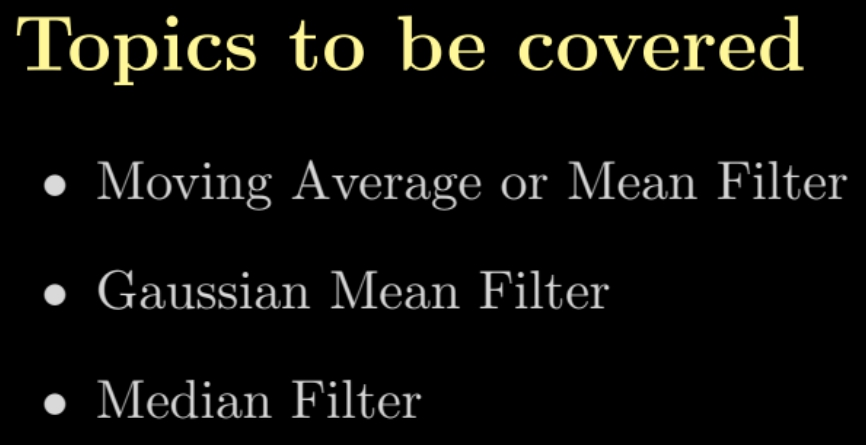 Topics to be covered
• Moving Average or Mean Filter
• Gaussian Mean Filter
• Median Filter